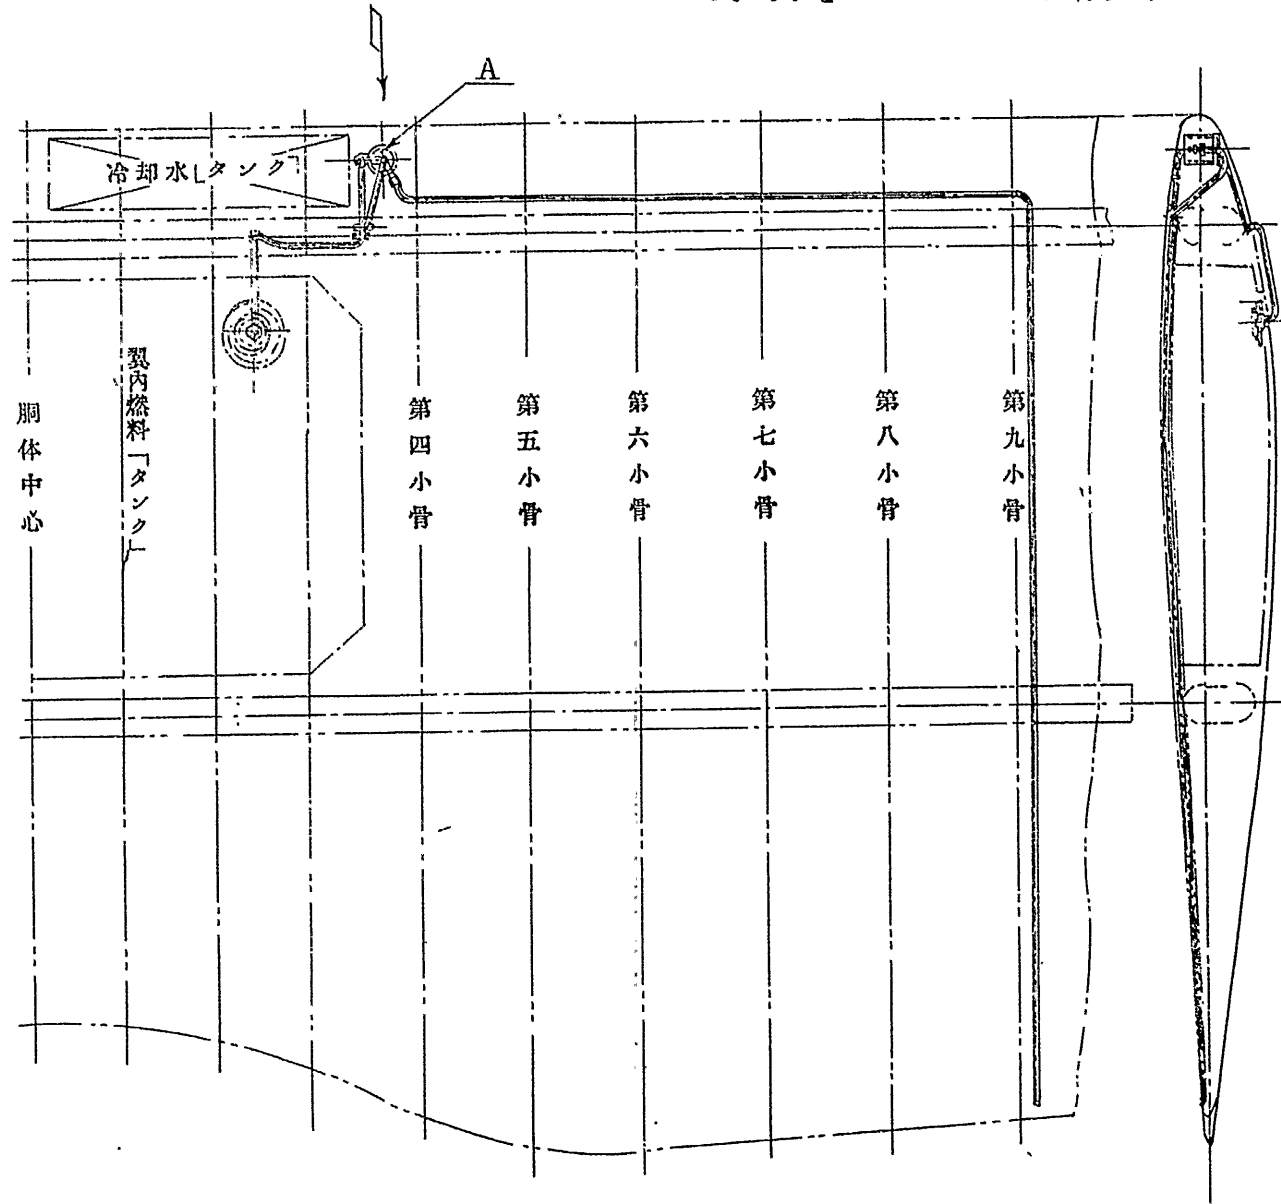 A
冷却水「タンク」
胴体中心
翼内燃料「タンク」
第四小骨
第五小骨
第六小骨
第七小骨
第八小骨
第九小骨